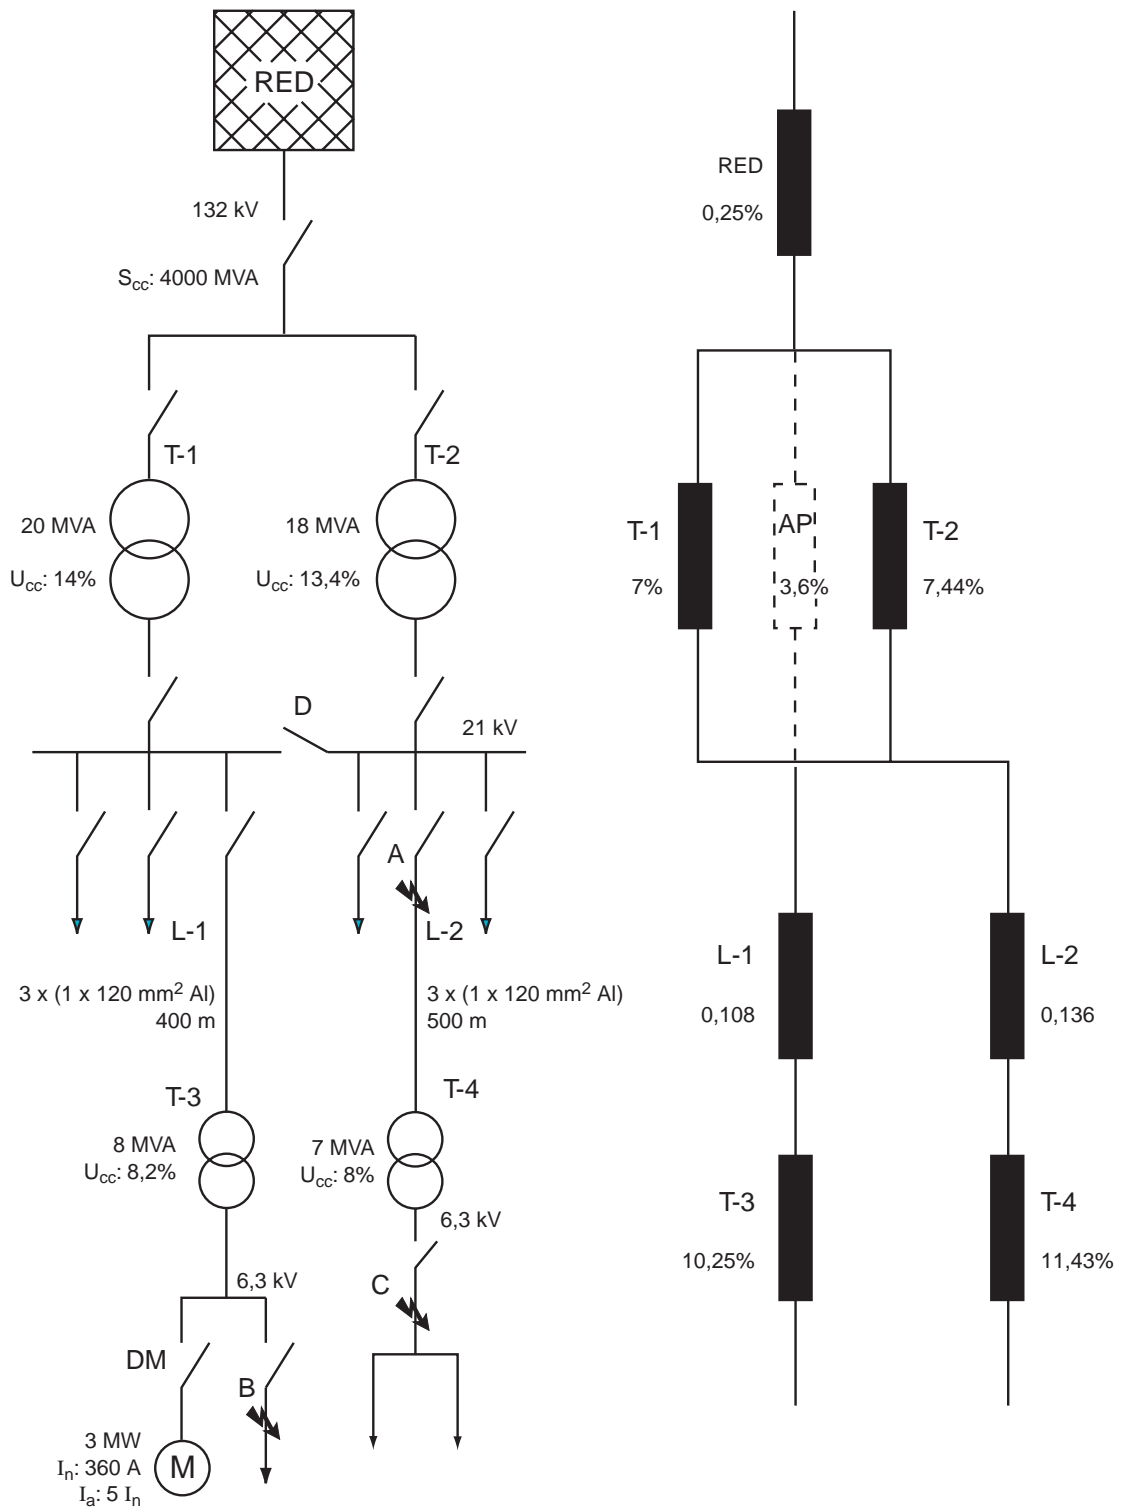 RED
132 kV
Scc: 4000 MVA
T-1
20 MVA
Ucc: 14%
T-2
18 MVA
Ucc: 13,4%
D
21 kV
A
L-1
3 x (1 x 120 mm2 Al)
400 m
L-2
3 x (1 x 120 mm2 Al)
500 m
T-3
8 MVA
Ucc: 8,2%
T-4
7 MVA
Ucc: 8%
6,3 kV
6,3 kV
C
DM
B
3 MW
In: 360 A
Ia: 5 In
M
RED
0,25%
T-1
7%
AP
3,6%
T-2
7,44%
L-1
0,108
L-2
0,136
T-3
10,25%
T-4
11,43%